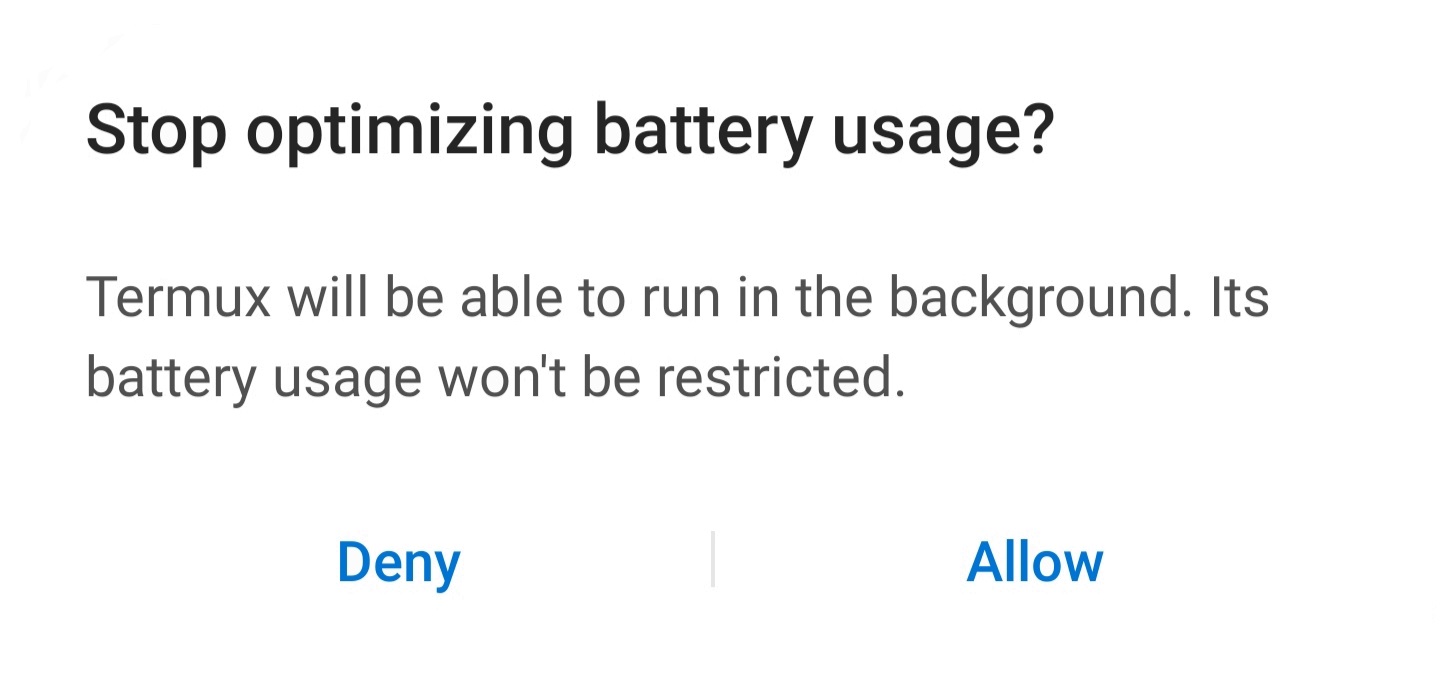 Stop optimizing battery usage?
Termux will be able to run in the background. Its
battery usage won't be restricted.
Deny
Allow